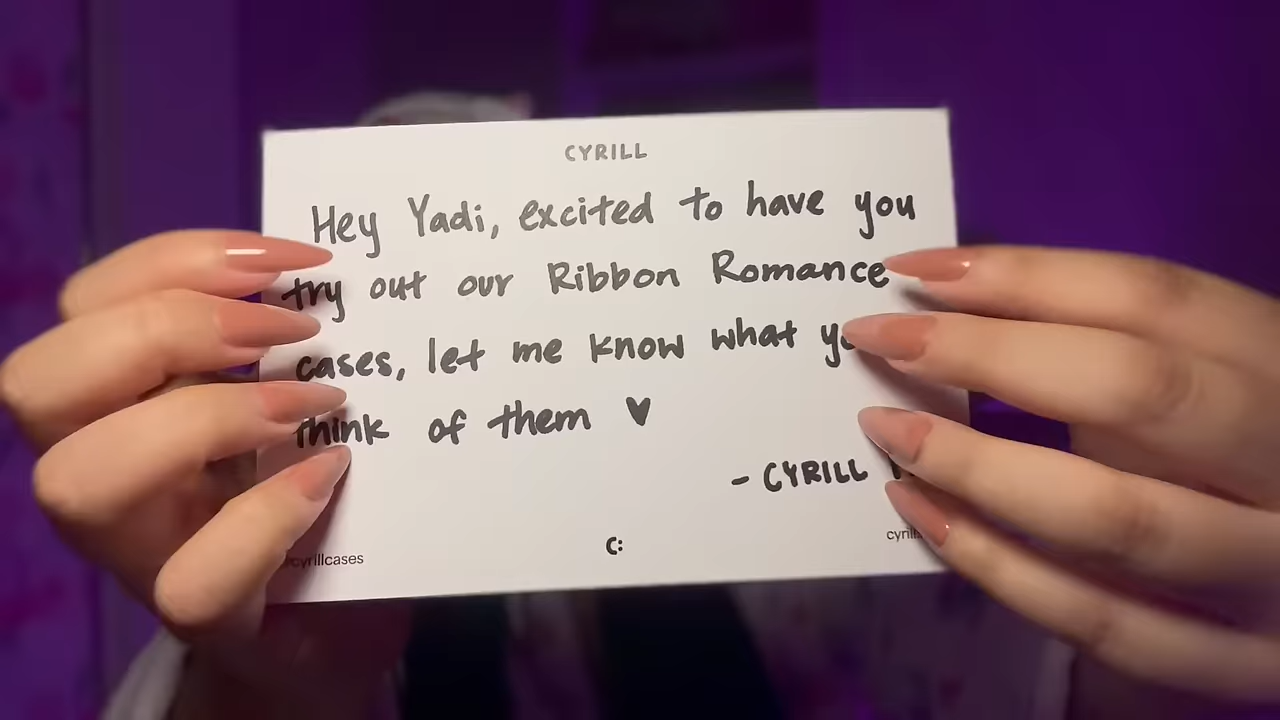 CYRILL
Hey Yadi, excited to have you
try out our Ribbon Romance
cases, let me know what
think of them ♥
- CYRILL
C:
cyrillcases